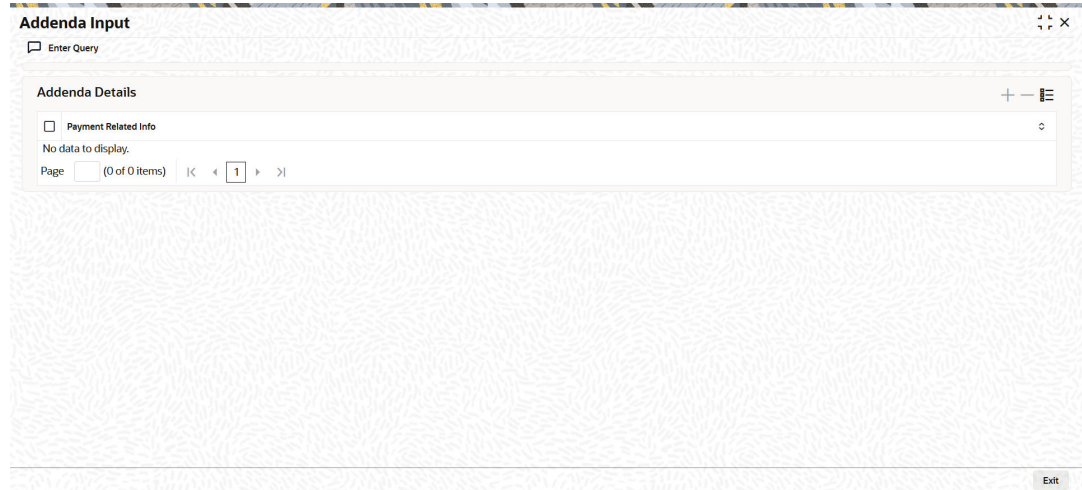 Addenda Input
Enter Query
Addenda Details
Payment Related Info
No data to display.
Page (0 of 0 items) 1
Exit